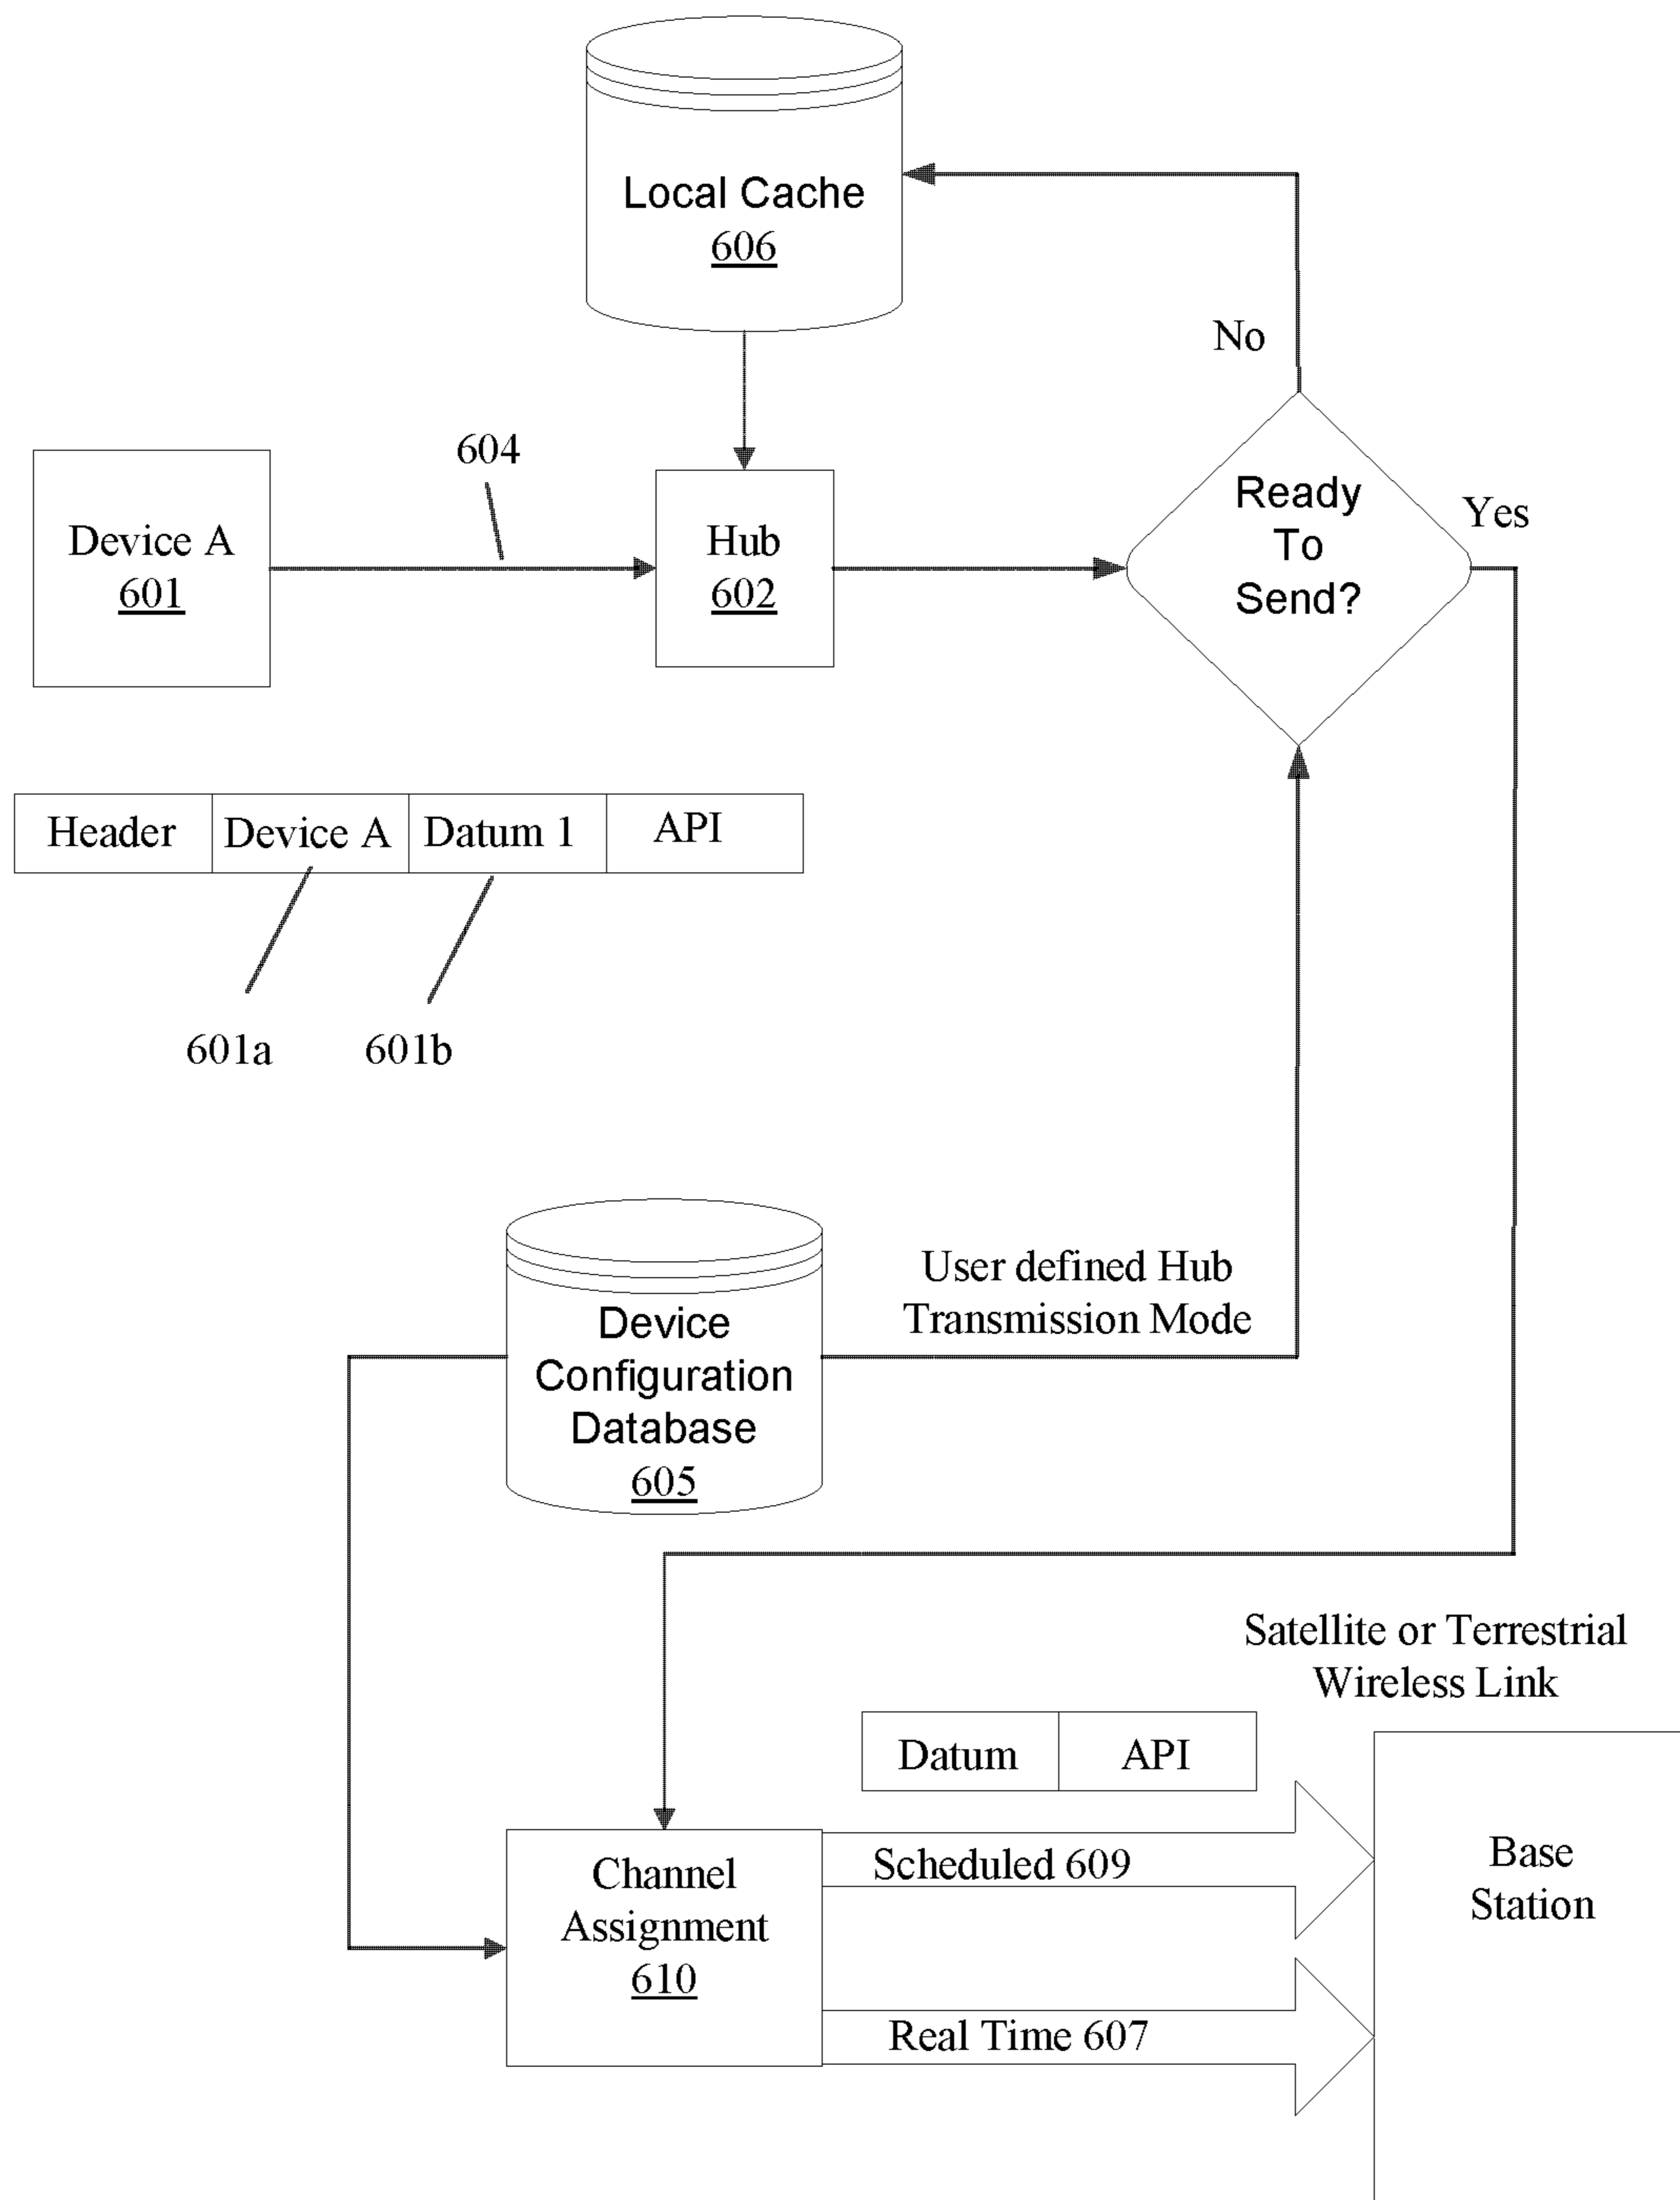 Local Cache
606
No
604
Device A
601
Hub
602
Ready
To
Send?
Yes
Header Device A Datum 1 API
601a 601b
User defined Hub
Transmission Mode
Device
Configuration
Database
605
Satellite or Terrestrial
Wireless Link
Datum API
Channel
Assignment
610
Scheduled 609
Base
Station
Real Time 607